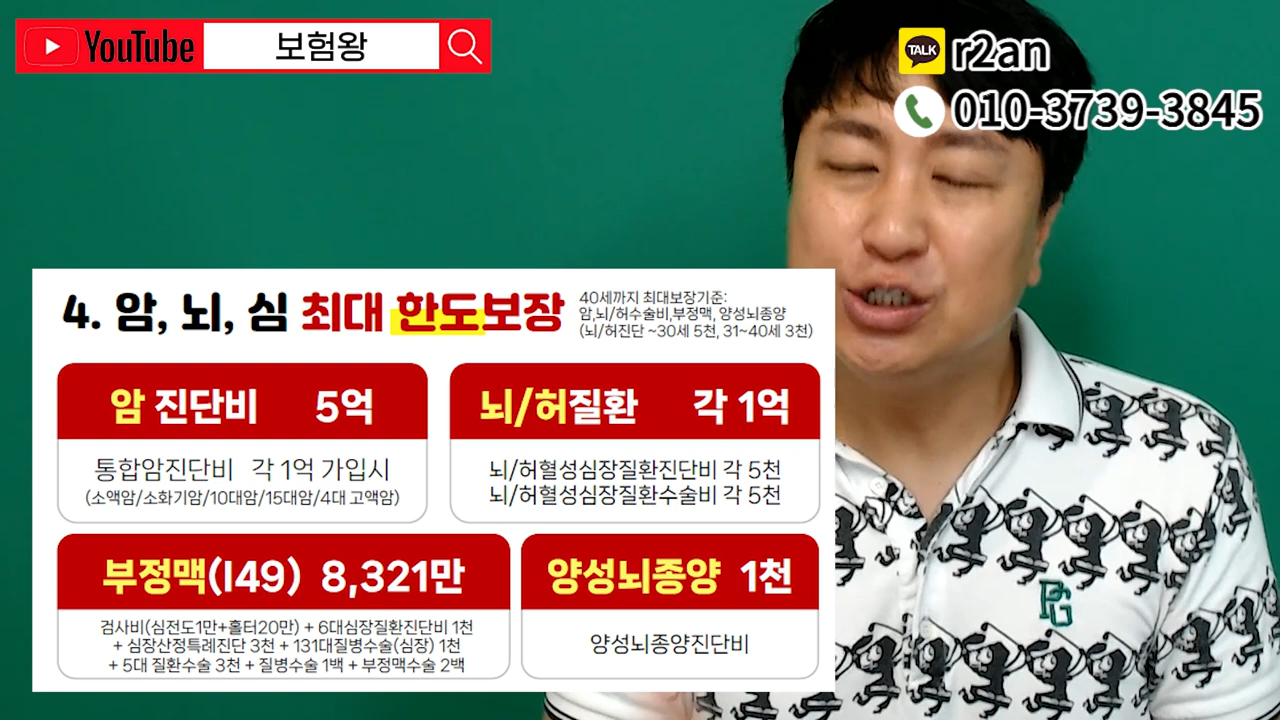 YouTube 보험왕
TALK r2an
010-3739-3845
4. 암, 뇌, 심 최대 한도보장
40세까지 최대보장기준:
암,뇌/허수술비,부정맥, 양성뇌종양
(뇌/허진단 ~30세 5천, 31~40세 3천)
암 진단비 5억
통합암진단비 각 1억 가입시
(소액암/소화기암/10대암/15대암/4대 고액암)
뇌/허질환 각 1억
뇌/허혈성심장질환진단비 각 5천
뇌/허혈성심장질환수술비 각 5천
부정맥(I49) 8,321만
검사비(심전도1만+홀터20만) + 6대심장질환진단비 1천
+ 심장산정특례진단 3천 + 131대질병수술(심장) 1천
+ 5대 질환수술 3천 + 질병수술 1백 + 부정맥수술 2백
양성뇌종양 1천
양성뇌종양진단비
PG